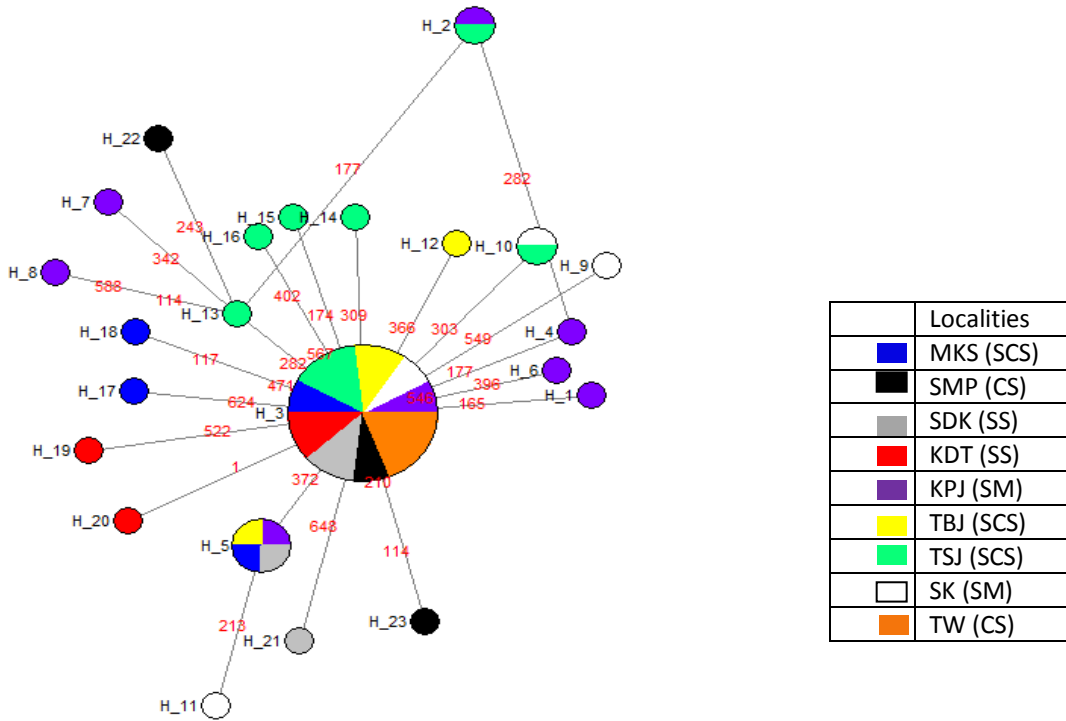 H_2
H_22
177
282
H_7
H_15
H_14
243
H_16
H_12
H_10
342
H_9
H_8
588
114
402
H_13
174
309
H_18
366
303
549
H_4
117
282
567
177
H_6
471
396
H_17
624
546
165
H_1
H_3
522
H_19
1
372
210
H_20
648
H_5
114
213
H_21
H_23
H_11
Localities
MKS (SCS)
SMP (CS)
SDK (SS)
KDT (SS)
KPJ (SM)
TBJ (SCS)
TSJ (SCS)
SK (SM)
TW (CS)